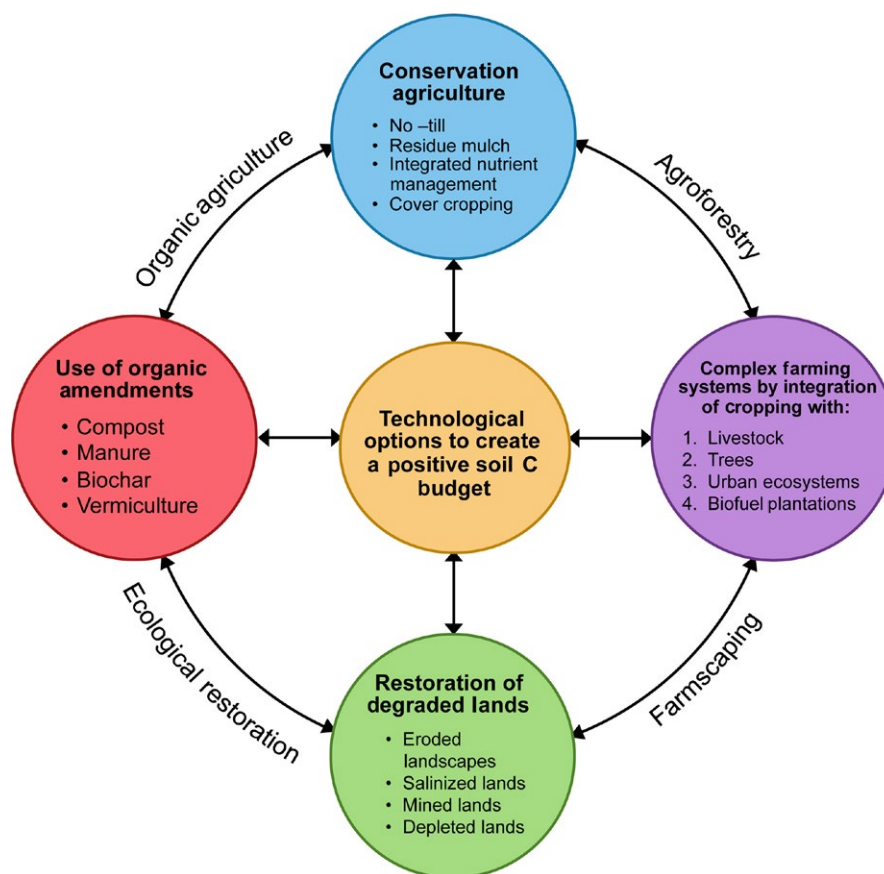 Conservation
agriculture
• No –till
• Residue mulch
• Integrated nutrient
management
• Cover cropping
Organic agriculture
Agroforestry
Use of organic
amendments
• Compost
• Manure
• Biochar
• Vermiculture
Technological
options to create
a positive soil C
budget
Complex farming
systems by integration
of cropping with:
1. Livestock
2. Trees
3. Urban ecosystems
4. Biofuel plantations
Ecological restoration
Farmscaping
Restoration of
degraded lands
• Eroded
landscapes
• Salinized lands
• Mined lands
• Depleted lands